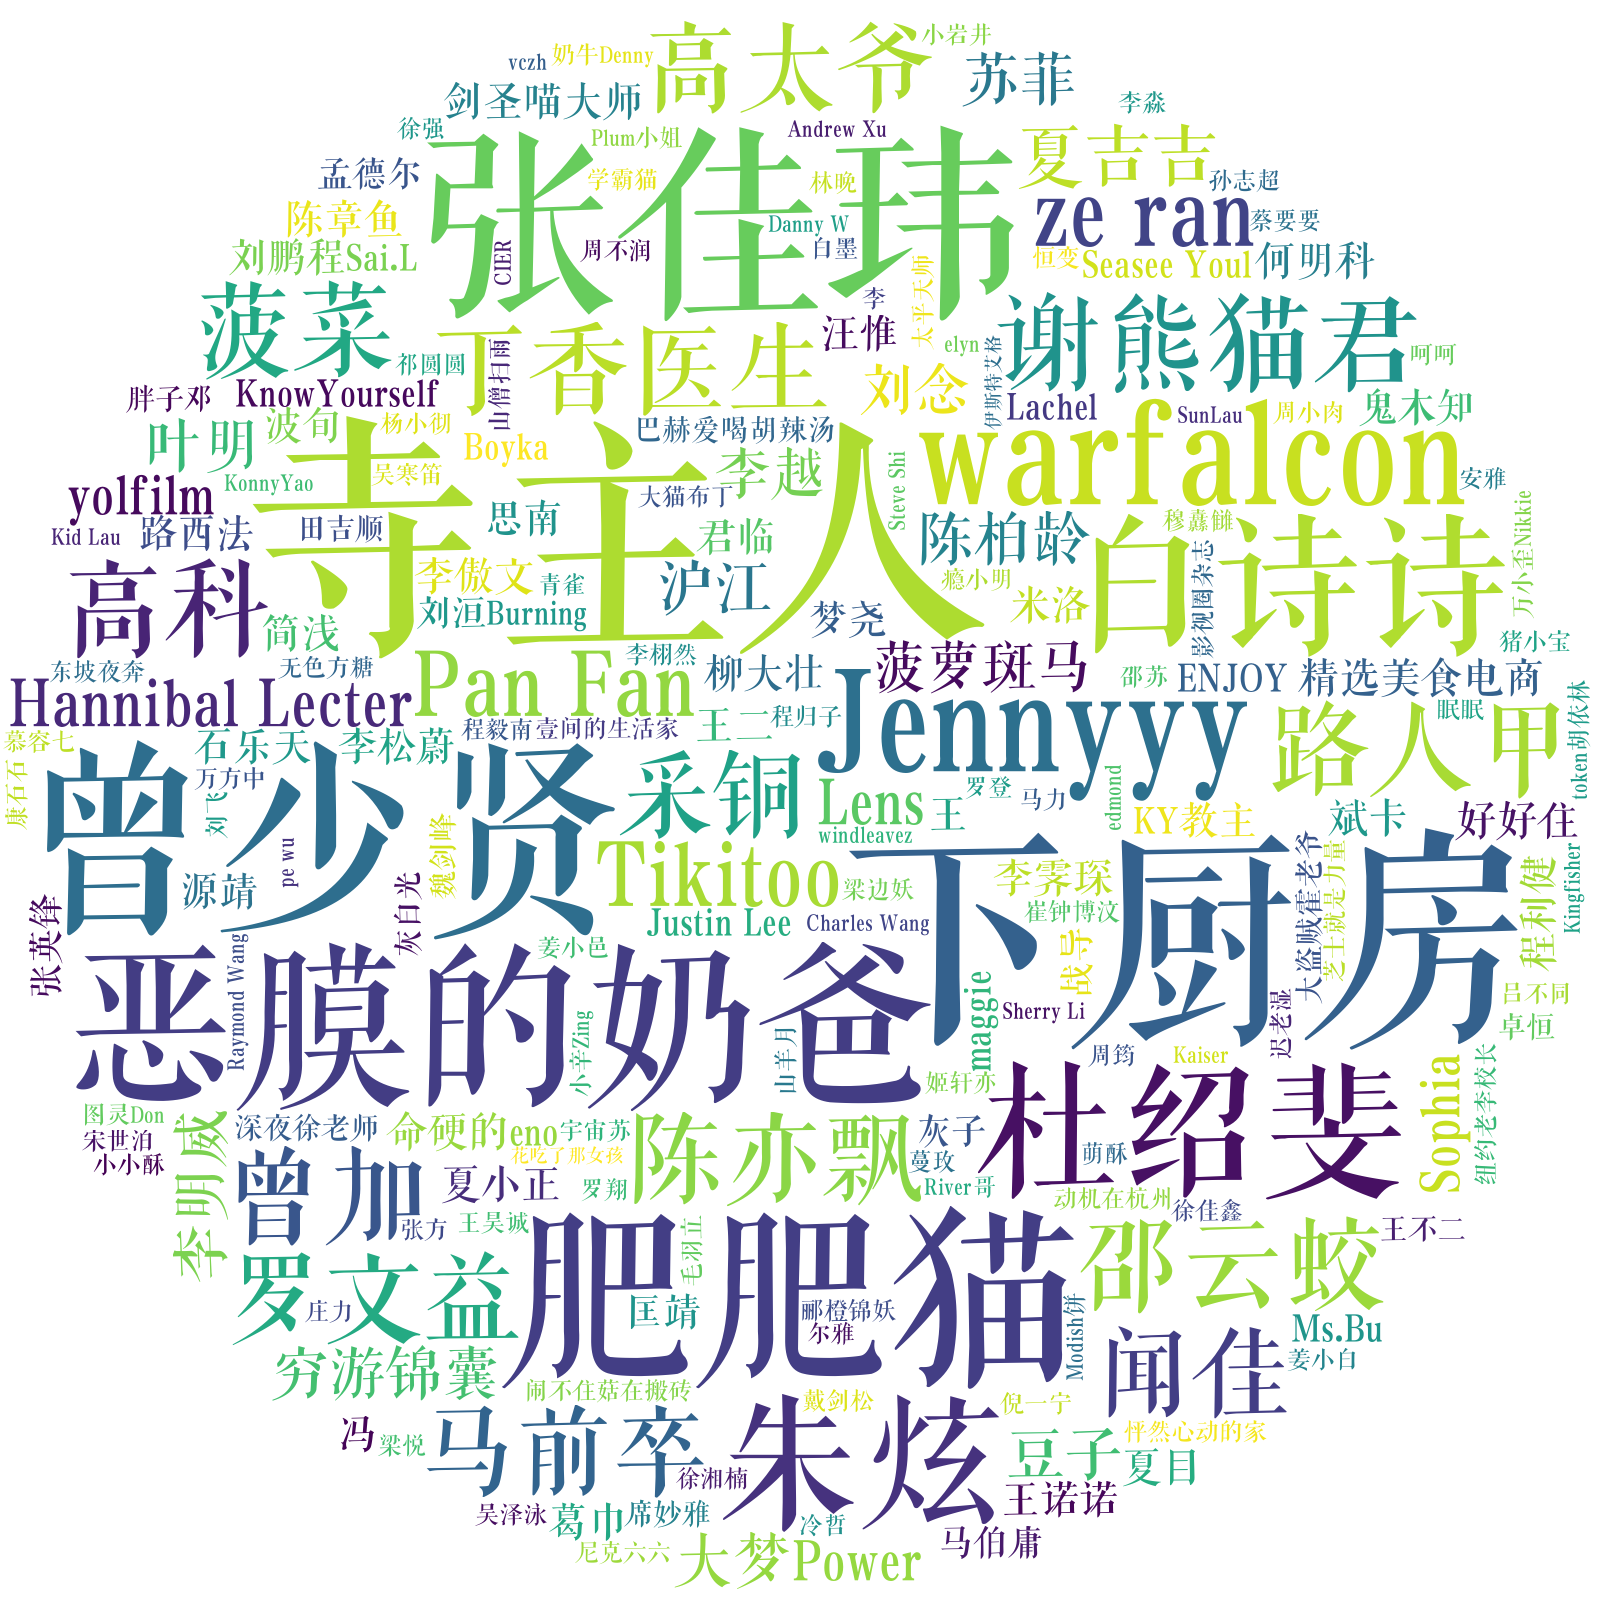 小岩井
高太爷
奶牛Denny
vczh
苏菲
剑圣喵大师
李淼
徐强
Plum小姐
Andrew Xu
张佳玮
夏吉吉
孟德尔
学霸猫
林晚
孙志超
陈章鱼
Danny W
ze ran
蔡要要
刘鹏程Sai.L
CIER
周不润
白墨
恒变
Seasee Youl
何明科
太平天师
菠菜
李
谢熊猫君
丁香医生
汪惟
elyn
伊斯特艾格
呵呵
祁圆圆
山僧扫雨
刘念
胖子邓
KnowYourself
Lachel
SunLau
周小肉
鬼木知
叶明
波旬
杨小彻
巴赫爱喝胡辣汤
warfalcon
Boyka
寺主人
李越
吴寒笛
Steve Shi
yolfilm
KonnyYao
大猫布丁
安雅
万小歪Nikkie
Kid Lau
路西法
田吉顺
思南
君临
陈柏龄
穆矗雠
白诗诗
影视圈杂志
高科
李傲文
青雀
沪江
瘾小明
简浅
刘洹Burning
梦尧
米洛
猪小宝
东坡夜奔
无色方糖
李栩然
柳大壮
菠萝斑马
邵苏
ENJOY 精选美食电商
Hannibal Lecter
Pan Fan
Jennyyy
眠眠
token胡依林
慕容七
石乐天
李松蔚
程毅南壹间的生活家
王二
程归子
路人甲
康石石
万方中
曾少贤
采铜
Lens
罗登
马力
edmond
KY教主
斌卡
好好住
刘飞
windleavez
王
pe wu
魏剑峰
Tikitoo
下厨房
大盗贼霍老爷
芝士就是力量
源靖
灰白光
梁边妖
李霁琛
程利健
Kingfisher
张英锋
Justin Lee
Charles Wang
崔钟博汶
Raymond Wang
姜小邑
恶膜的奶爸
战导
maggie
Sherry Li
迟老湿
吕不同
卓恒
小辛Zing
山羊月
周筠
Kaiser
姬轩亦
杜绍斐
Sophia
纽约老李校长
图灵Don
宋世泊
小小酥
李明威
深夜徐老师
命硬的eno
宇宙苏
陈亦飘
灰子
蔓玫
萌酥
花吃了那女孩
曾加
夏小正
罗翔
River哥
动机在杭州
徐佳鑫
张方
王昊诚
毛羽立
肥肥猫
邵云蛟
王不二
罗文益
庄力
匡靖
郦橙锦妖
尔雅
Modish饼
Ms.Bu
姜小白
闻佳
穷游锦囊
闹不住菇在搬砖
戴剑松
倪一宁
冯
梁悦
马前卒
朱炫
怦然心动的家
豆子
夏目
徐湘楠
王诺诺
吴泽泳
葛巾
席妙雅
冷哲
马伯庸
尼克六六
大梦Power